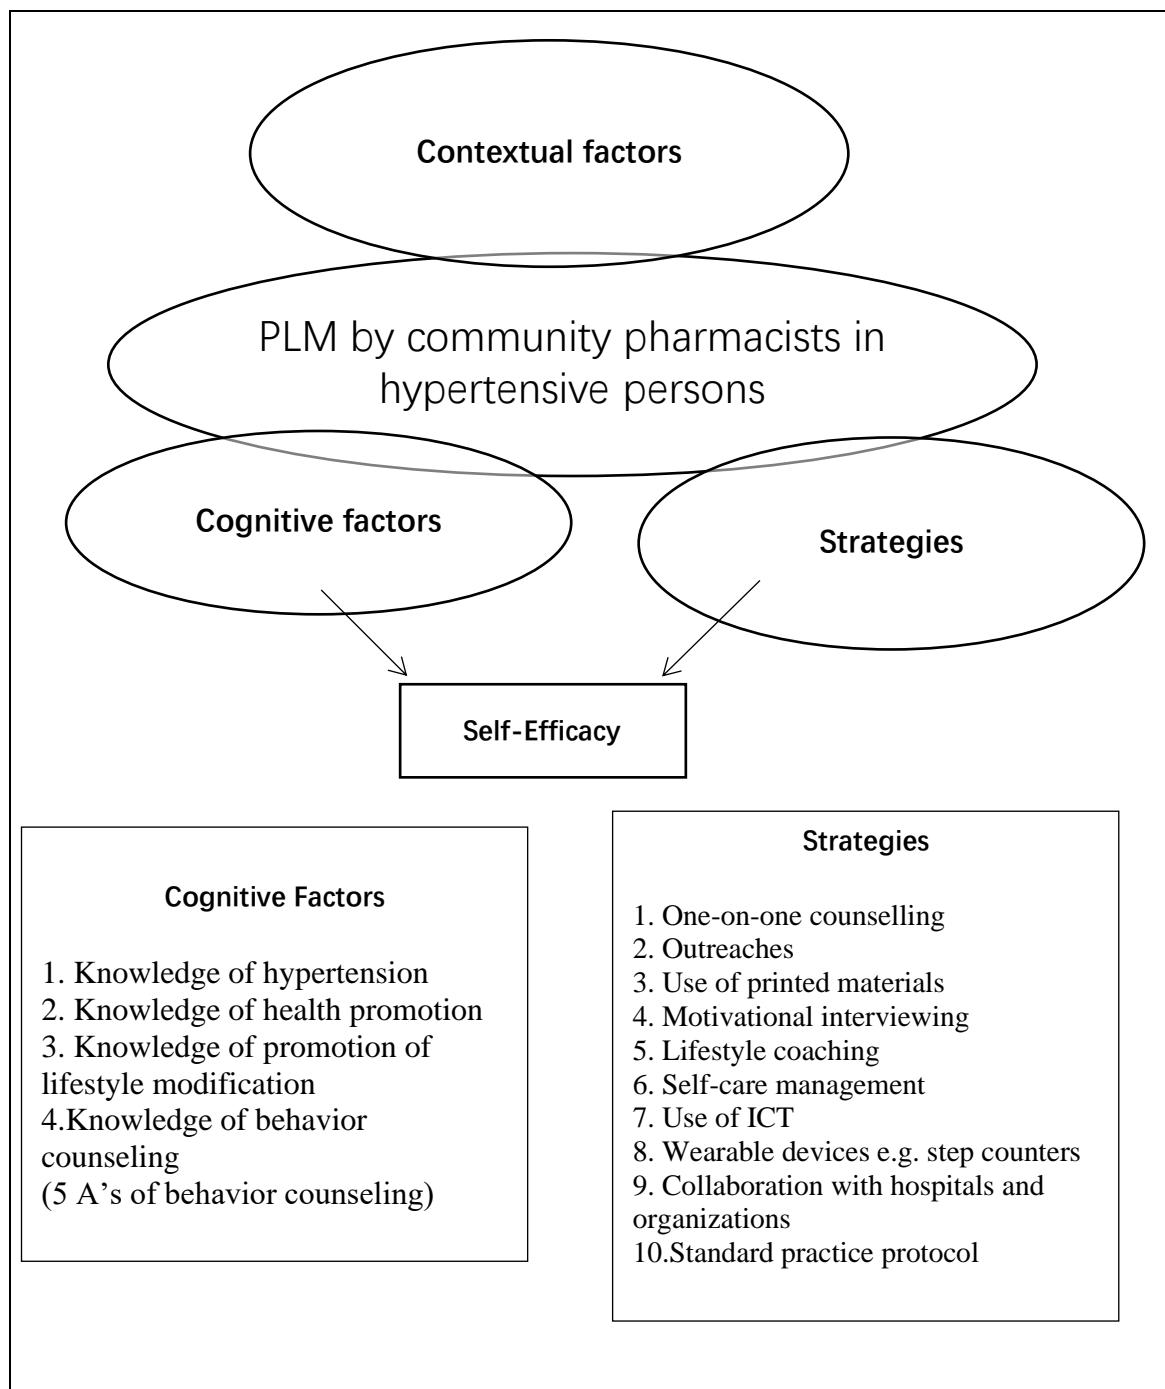 Contextual factors
PLM by community pharmacists in
hypertensive persons
Cognitive factors
Strategies
Self-Efficacy
Cognitive Factors
1. Knowledge of hypertension
2. Knowledge of health promotion
3. Knowledge of promotion of
lifestyle modification
4.Knowledge of behavior
counseling
(5 A’s of behavior counseling)
Strategies
1. One-on-one counselling
2. Outreaches
3. Use of printed materials
4. Motivational interviewing
5. Lifestyle coaching
6. Self-care management
7. Use of ICT
8. Wearable devices e.g. step counters
9. Collaboration with hospitals and
organizations
10.Standard practice protocol